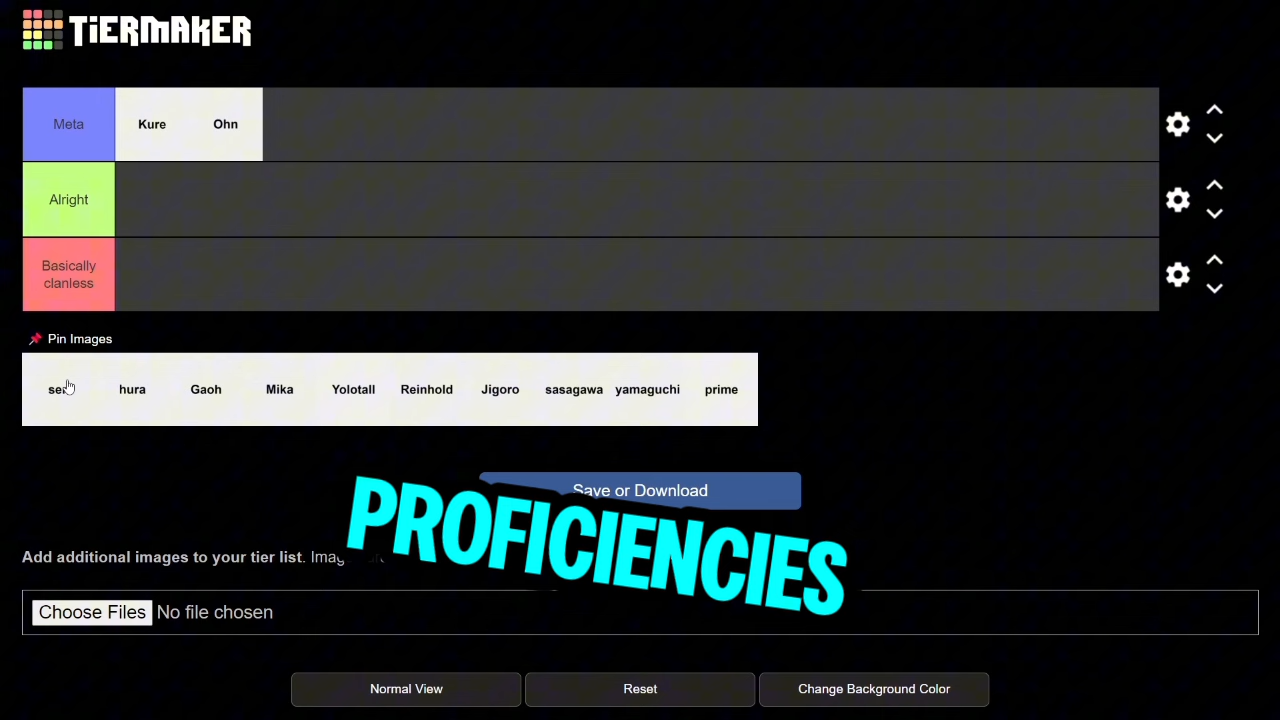 TIERMAKER
Meta
Kure
Ohn
Alright
Basically
clanless
Pin Images
hura
Gaoh
Mika
Yolotall
Reinhold
Jigoro
sasagawa
yamaguchi
prime
Save or Download
PROFICIENCIES
Add additional images to your tier list.
Choose Files No file chosen
Normal View
Reset
Change Background Color